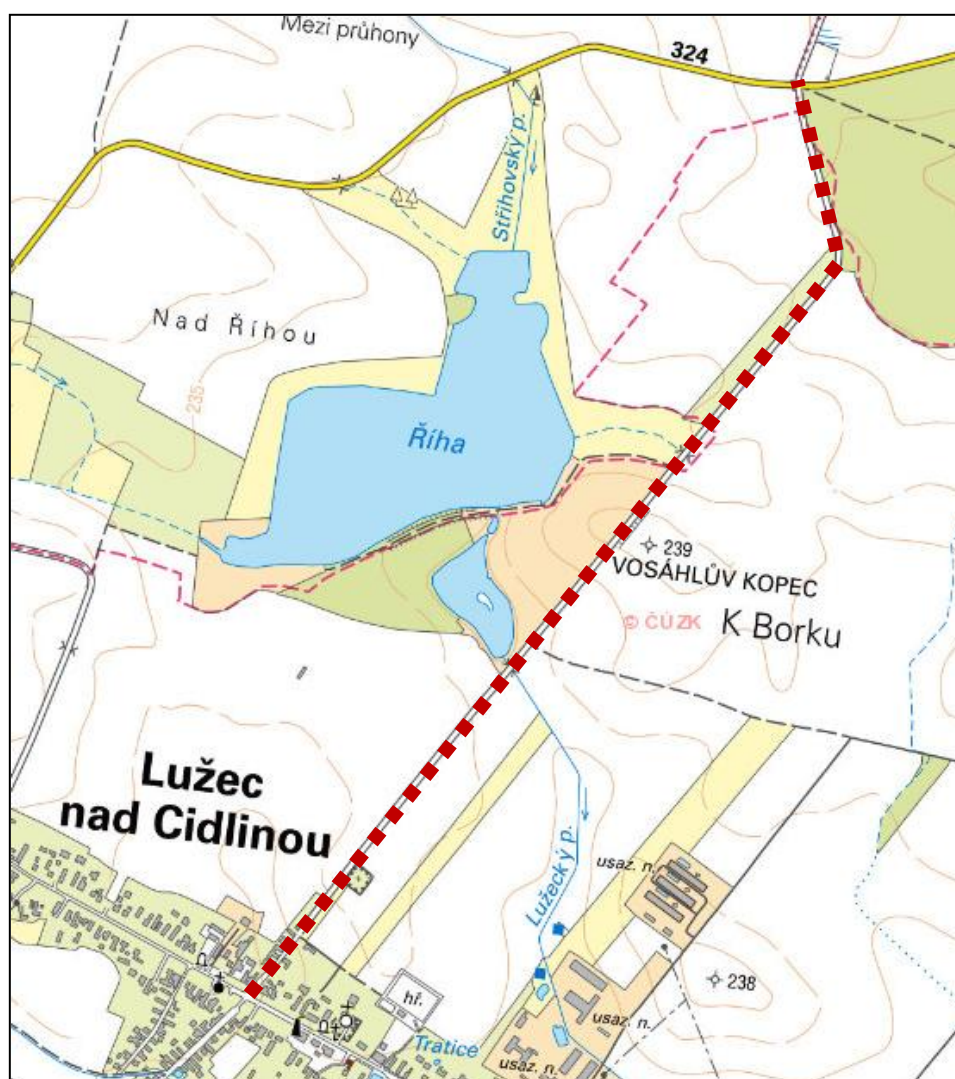 Mezi průhony
324
Střihovský p.
Nad Říhou
235
Říha
239
VOSÁHLŮV KOPEC
© ČÚZK
K Borku
Lužec
nad Cidlinou
Lužecký p.
usaz. n.
238
hř.
usaz. n.
Tratice
usaz. n.